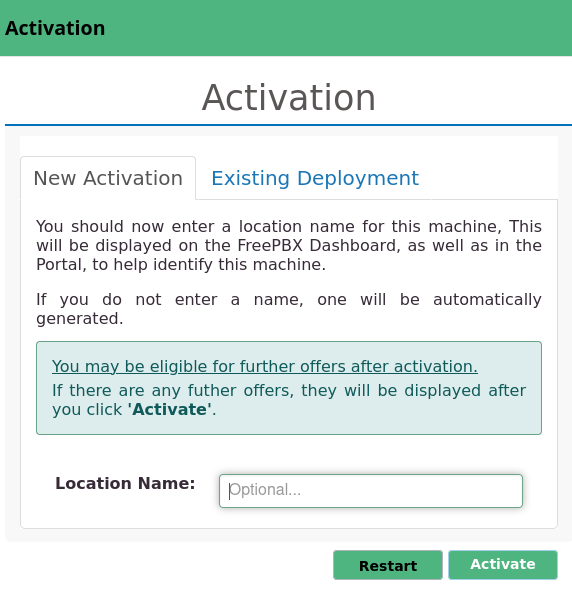 Activation
Activation
New Activation
Existing Deployment
You should now enter a location name for this machine, This
will be displayed on the FreePBX Dashboard, as well as in the
Portal, to help identify this machine.
If you do not enter a name, one will be automatically
generated.
You may be eligible for further offers after activation.
If there are any futher offers, they will be displayed after
you click 'Activate'.
Location Name:
Optional...
Restart
Activate